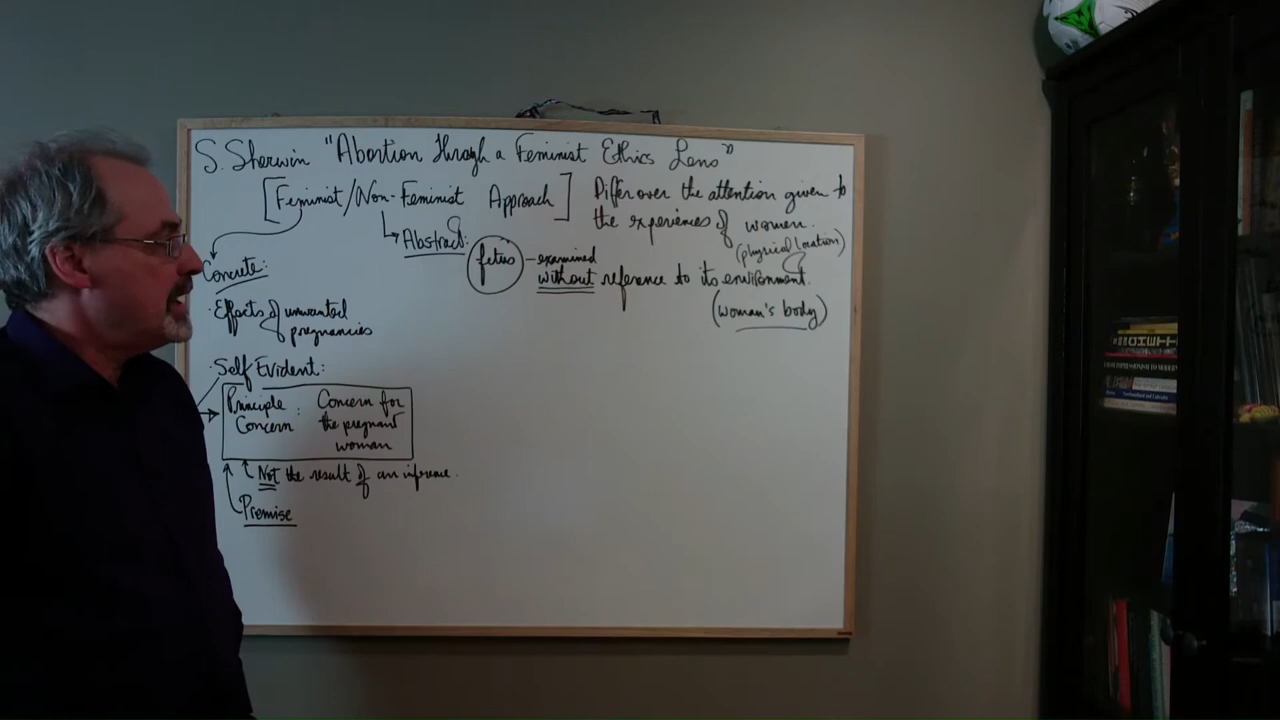 S. Sherwin "Abortion through a Feminist Ethics Lens"
[Feminist/Non-Feminist Approach]
Differ over the attention given to
the experiences of women.
(physical location)
Abstract:
fetus - examined
without reference to its environment.
(woman's body)
Concrete:
· Effects of unwanted
pregnancies
· Self Evident:
Principle : Concern for
Concern the pregnant
woman
Not the result of an inference.
Premise